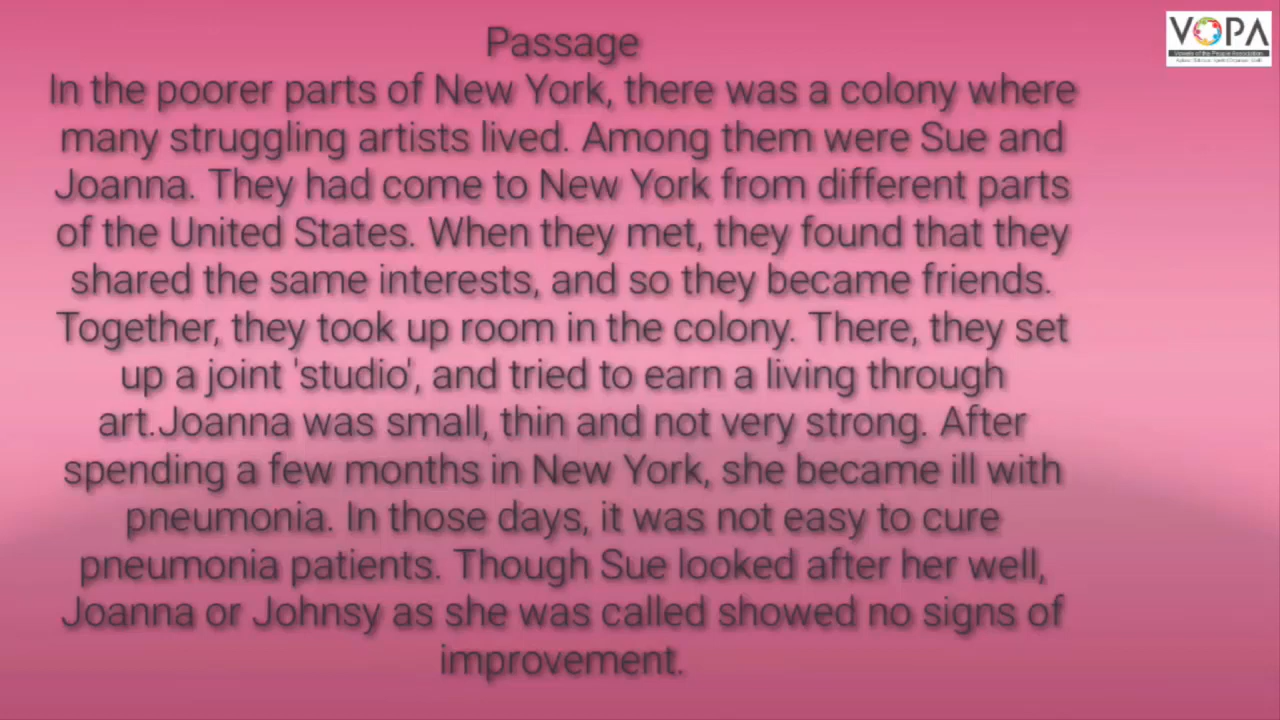 Passage
In the poorer parts of New York, there was a colony where
many struggling artists lived. Among them were Sue and
Joanna. They had come to New York from different parts
of the United States. When they met, they found that they
shared the same interests, and so they became friends.
Together, they took up room in the colony. There, they set
up a joint 'studio', and tried to earn a living through
art.Joanna was small, thin and not very strong. After
spending a few months in New York, she became ill with
pneumonia. In those days, it was not easy to cure
pneumonia patients. Though Sue looked after her well,
Joanna or Johnsy as she was called showed no signs of
improvement.
VOPA
Vowels of the People Association